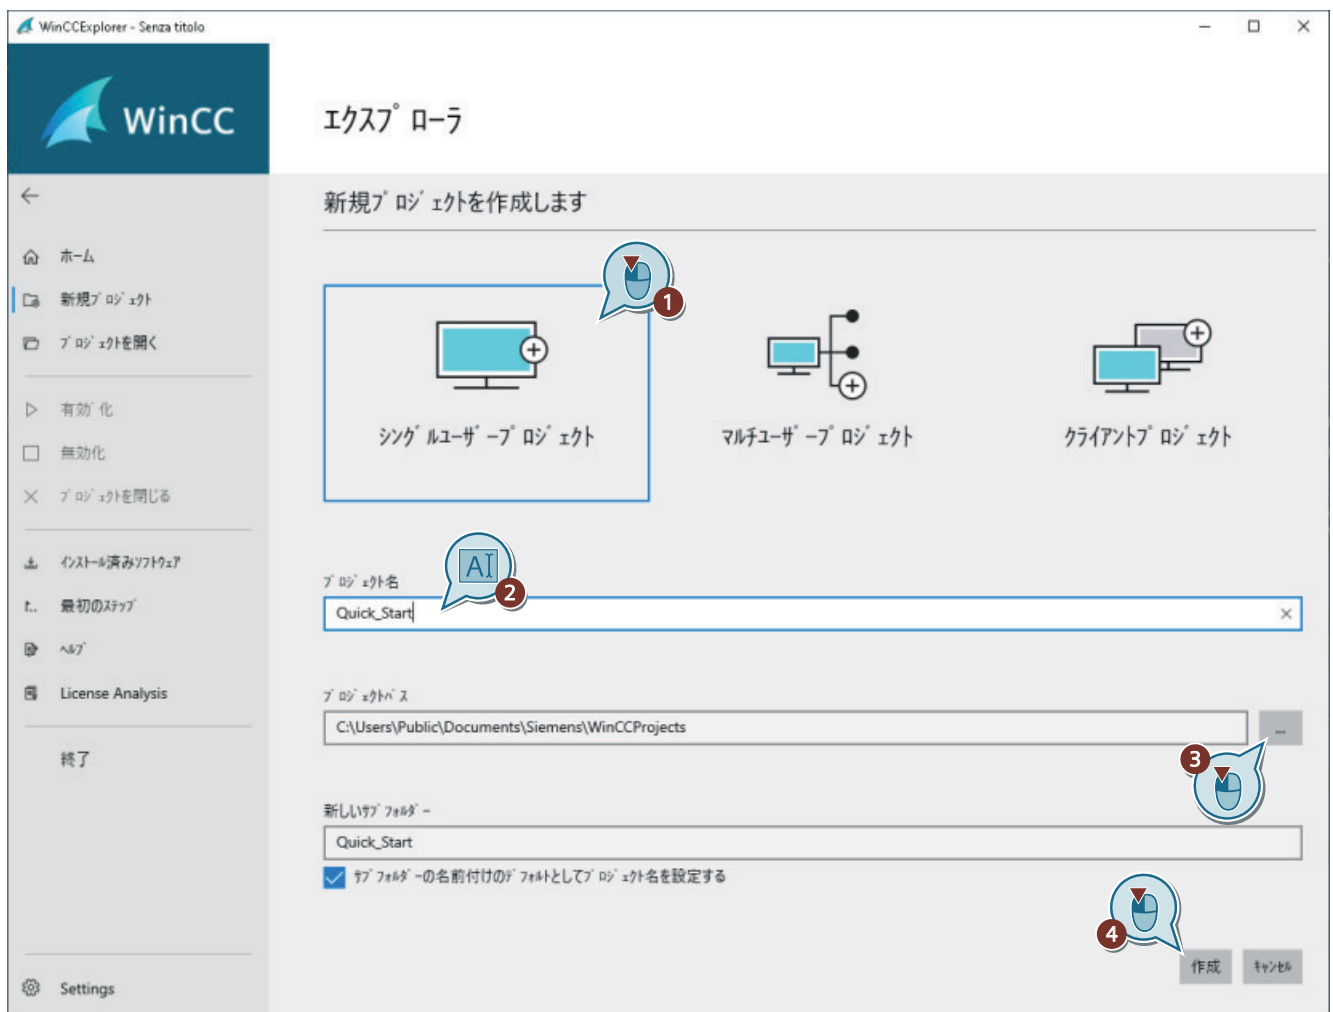 WinCCExplorer - Senza titolo
WinCC
エクスプローラ
新規プロジェクトを作成します
ホーム
新規プロジェクト
プロジェクトを開く
有効化
無効化
プロジェクトを閉じる
インストール済みソフトウェア
最初のステップ
ヘルプ
License Analysis
終了
Settings
1
シングルユーザープロジェクト
マルチユーザープロジェクト
クライアントプロジェクト
AI
2
プロジェクト名
Quick_Start
プロジェクトパス
C:\Users\Public\Documents\Siemens\WinCCProjects
...
3
新しいサブフォルダー
Quick_Start
サブフォルダーの名前付けのデフォルトとしてプロジェクト名を設定する
4
作成
キャンセル